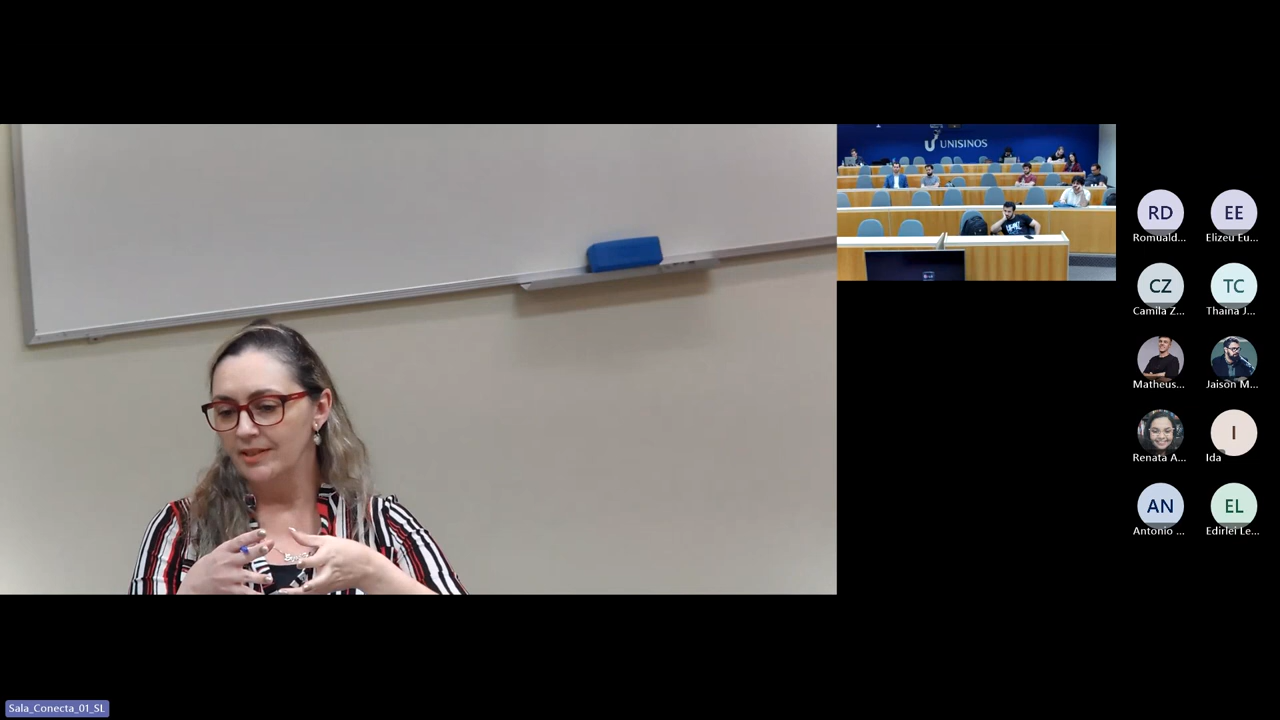 UNISINOS
RD
EE
Romuald...
Elizeu Eu...
CZ
TC
Camila Z...
Thaina J...
Matheus...
Jaison M...
Renata A...
I
Ida
AN
EL
Antonio ...
Edirlei Le...
Sala_Conecta_01_SL